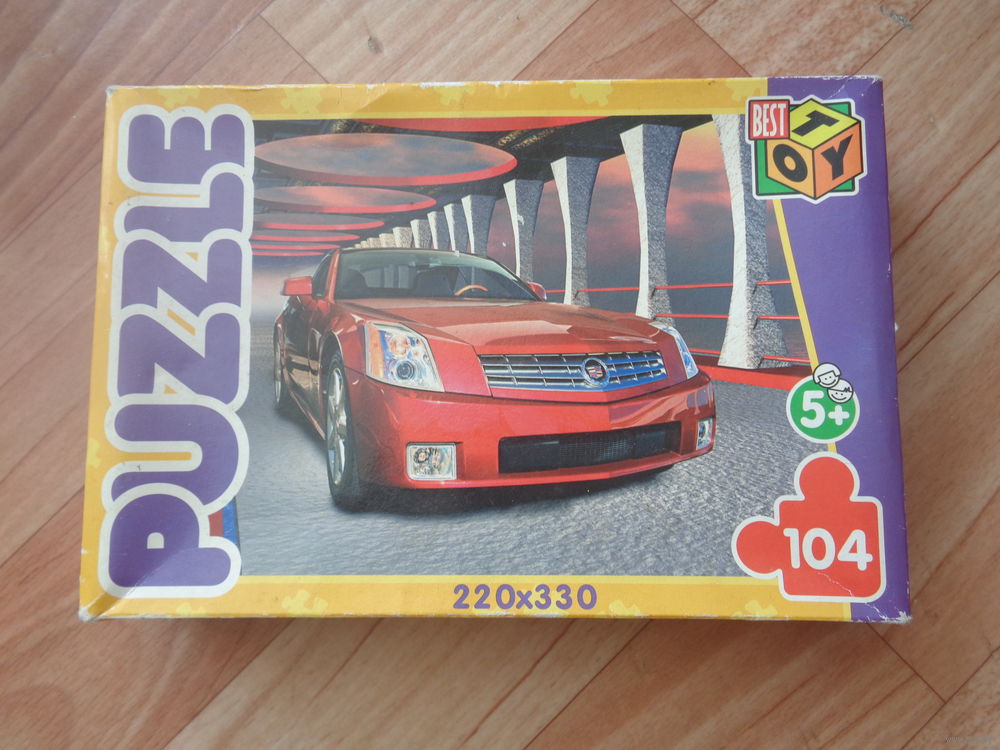 PUZZLE
BEST
TOY
5+
104
220x330